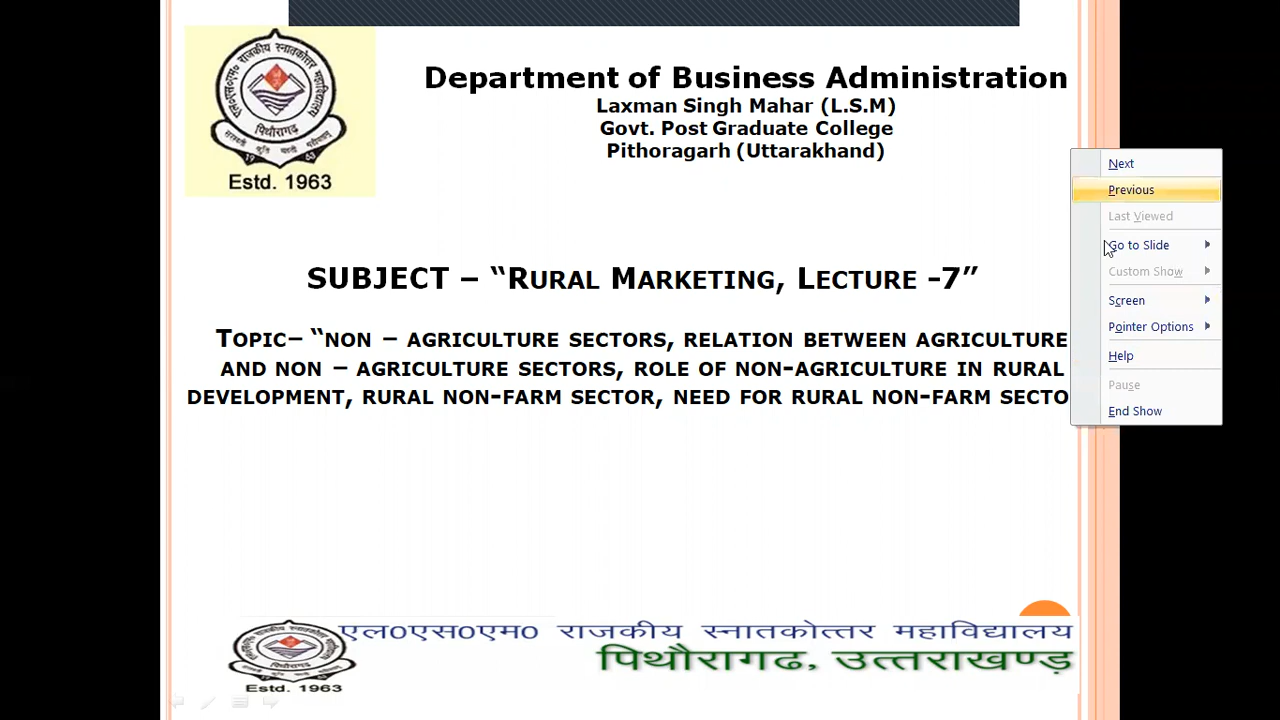 Estd. 1963
Department of Business Administration
Laxman Singh Mahar (L.S.M)
Govt. Post Graduate College
Pithoragarh (Uttarakhand)
SUBJECT – “RURAL MARKETING, LECTURE -7”
TOPIC– “NON – AGRICULTURE SECTORS, RELATION BETWEEN AGRICULTURE
AND NON – AGRICULTURE SECTORS, ROLE OF NON-AGRICULTURE IN RURAL
DEVELOPMENT, RURAL NON-FARM SECTOR, NEED FOR RURAL NON-FARM SECTO
Next
Previous
Last Viewed
Go to Slide
Custom Show
Screen
Pointer Options
Help
Pause
End Show
एल०एस०एम० राजकीय स्नातकोत्तर महाविद्यालय
पिथौरागढ, उत्तराखण्ड़
Estd. 1963